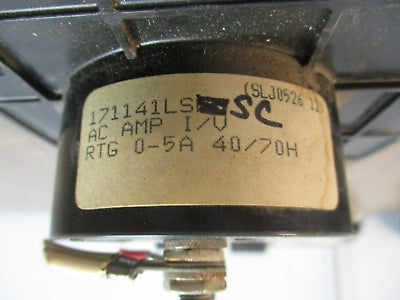 (SLJ0526 12
171141LS SC
AC AMP I/U
RTG 0-5A 40/70H